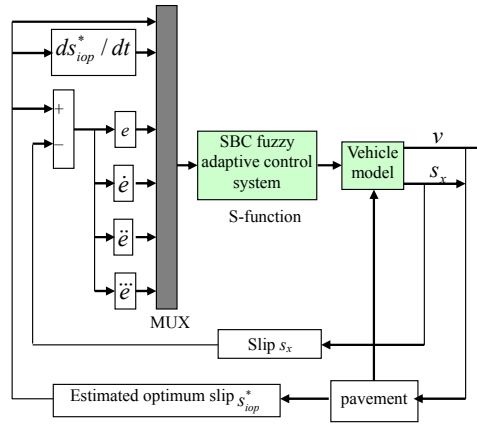 ds*iop / dt
+
−
e
ė
ë
e⃛
MUX
SBC fuzzy
adaptive control
system
S-function
Vehicle
model
v
sx
Slip sx
Estimated optimum slip s*iop
pavement